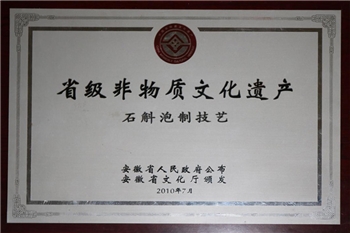 省级非物质文化遗产
石斛泡制技艺
安徽省人民政府公布
安徽省文化厅颁发
2010年7月